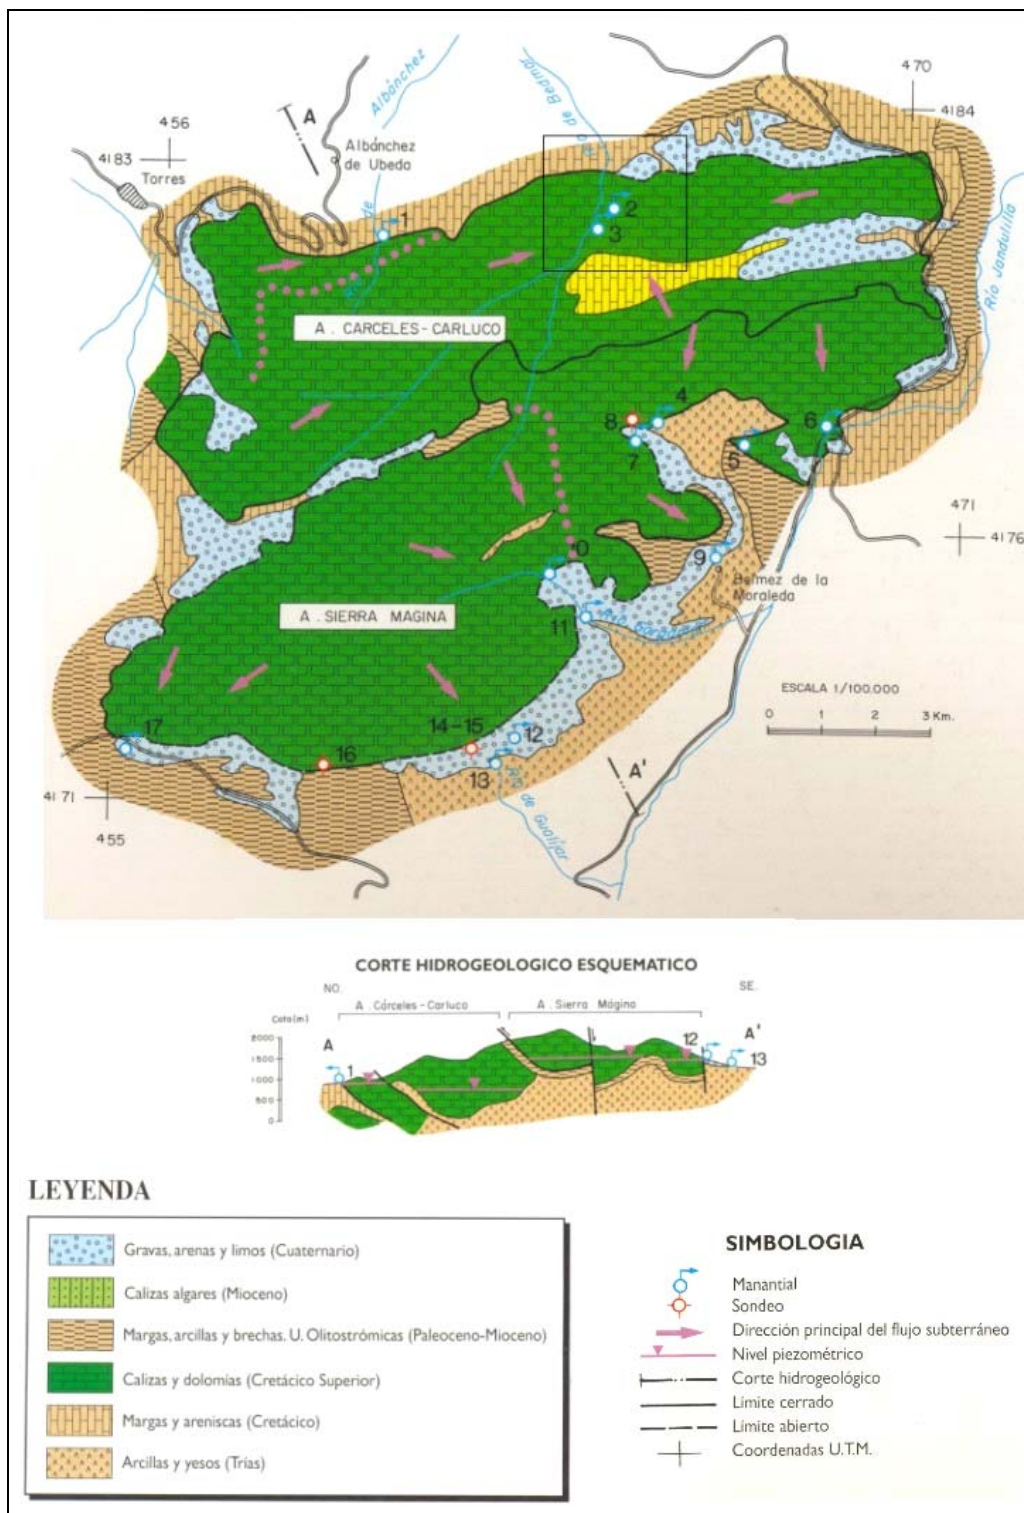 470
4184
Río de Bedmar
Albánchez
A
456
4183
Albánchez
de Ubeda
Torres
1
2
3
Río de
Río Jandulilla
A . CARCELES-CARLUCO
8
4
7
5
6
471
4176
9
Belmez de la
Moraleda
0
11
A . SIERRA MAGINA
ESCALA 1/100.000
0 1 2 3 Km.
17
14-15
12
16
13
A'
Río de Gualijar
4171
455
CORTE HIDROGEOLOGICO ESQUEMATICO
NO.
SE.
A . Cárceles-Carluco
A . Sierra Mágina
Cota(m)
2000
1500
1000
500
0
A
1
12
A'
13
LEYENDA
Gravas, arenas y limos (Cuaternario)
Calizas algares (Mioceno)
Margas, arcillas y brechas. U. Olitostrómicas (Paleoceno-Mioceno)
Calizas y dolomías (Cretácico Superior)
Margas y areniscas (Cretácico)
Arcillas y yesos (Trías)
SIMBOLOGIA
Manantial
Sondeo
Dirección principal del flujo subterráneo
Nivel piezométrico
Corte hidrogeológico
Límite cerrado
Límite abierto
Coordenadas U.T.M.